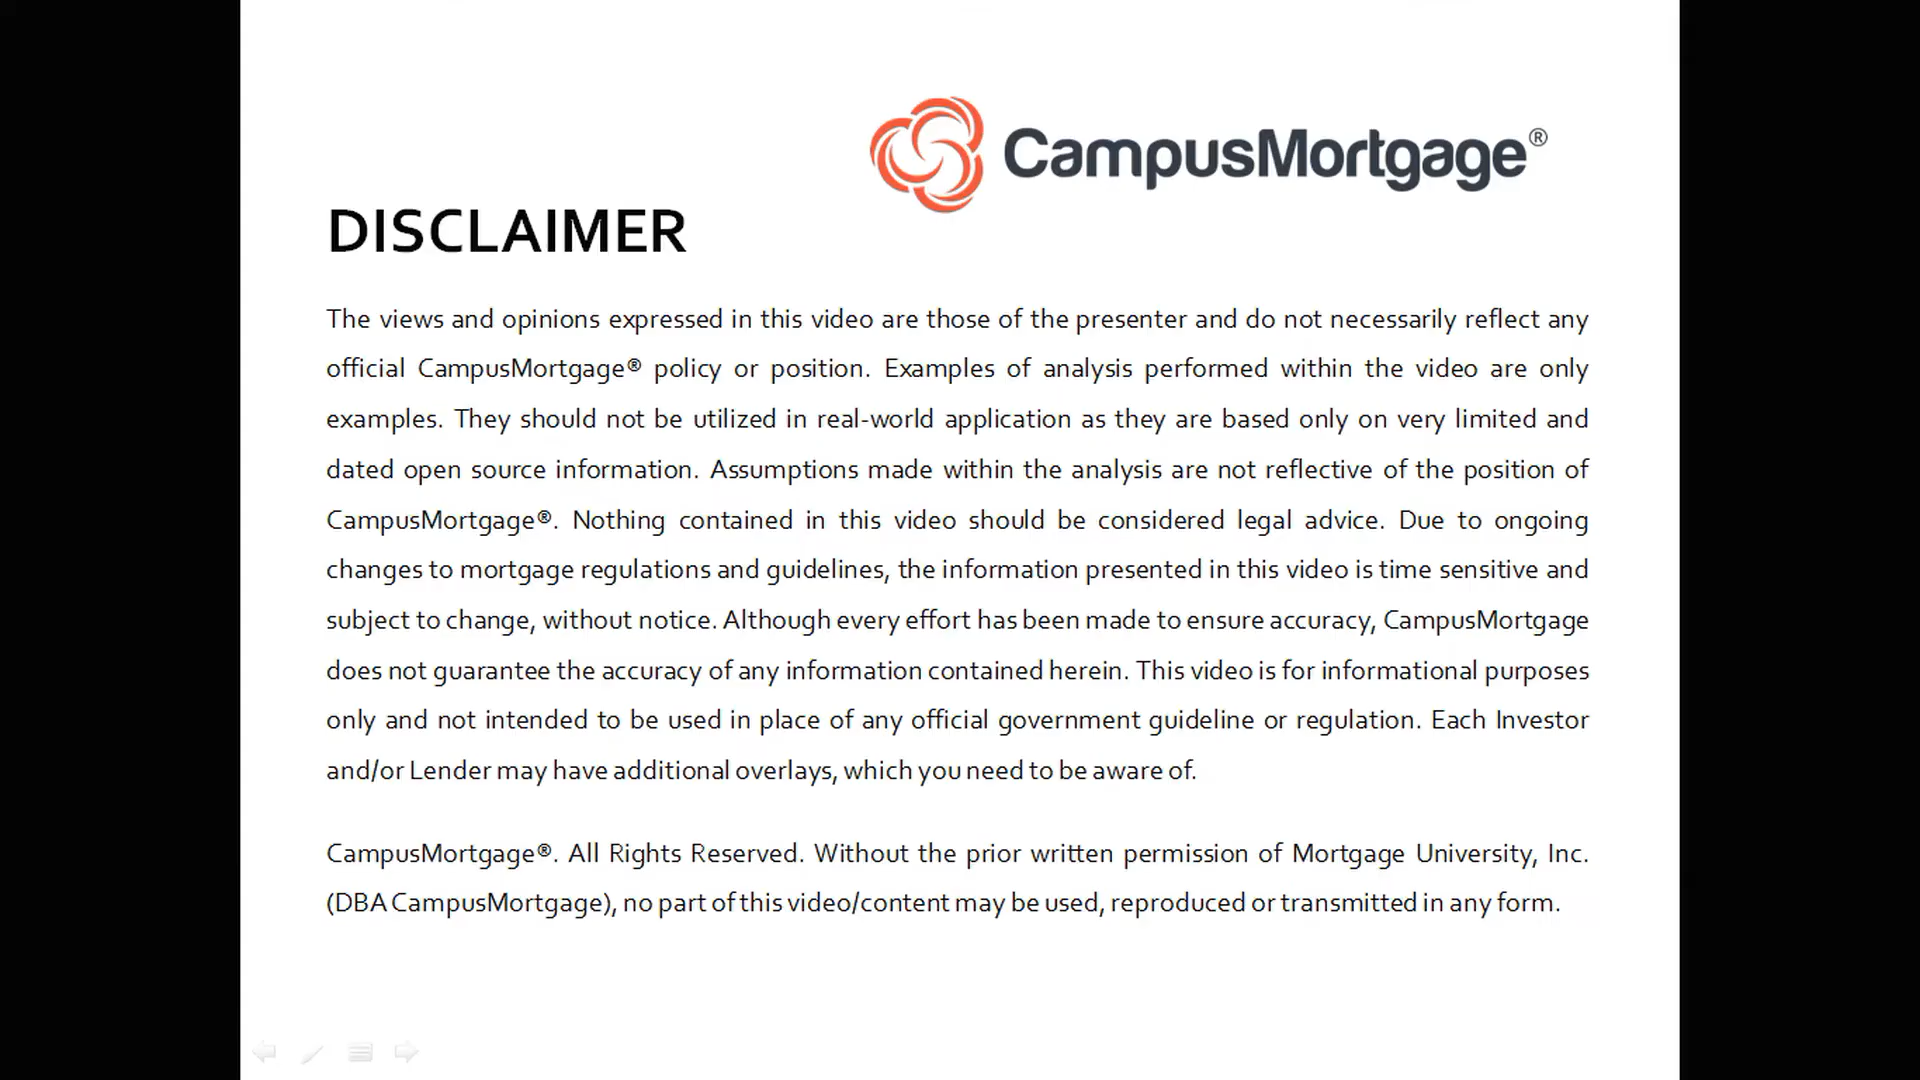 CampusMortgage®
DISCLAIMER
The views and opinions expressed in this video are those of the presenter and do not necessarily reflect any
official CampusMortgage® policy or position. Examples of analysis performed within the video are only
examples. They should not be utilized in real-world application as they are based only on very limited and
dated open source information. Assumptions made within the analysis are not reflective of the position of
CampusMortgage®. Nothing contained in this video should be considered legal advice. Due to ongoing
changes to mortgage regulations and guidelines, the information presented in this video is time sensitive and
subject to change, without notice. Although every effort has been made to ensure accuracy, CampusMortgage
does not guarantee the accuracy of any information contained herein. This video is for informational purposes
only and not intended to be used in place of any official government guideline or regulation. Each Investor
and/or Lender may have additional overlays, which you need to be aware of.
CampusMortgage®. All Rights Reserved. Without the prior written permission of Mortgage University, Inc.
(DBA CampusMortgage), no part of this video/content may be used, reproduced or transmitted in any form.